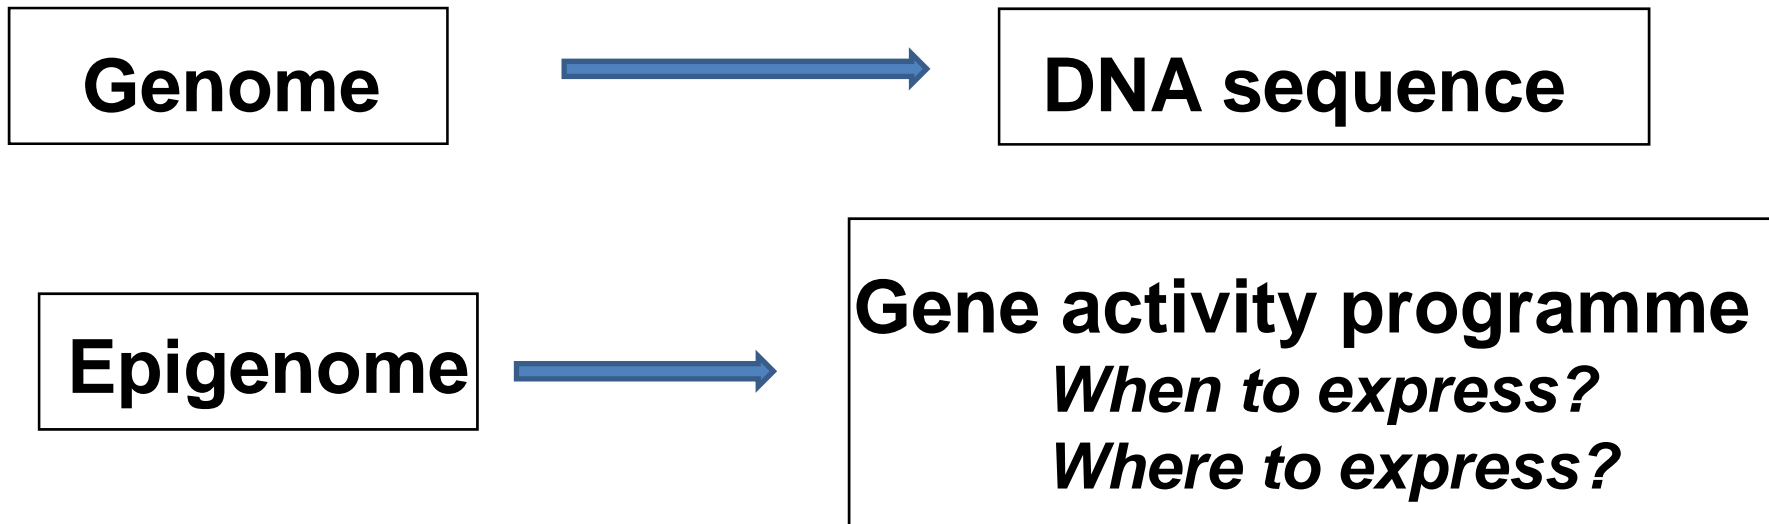 Genome
DNA sequence
Epigenome
Gene activity programme
When to express?
Where to express?